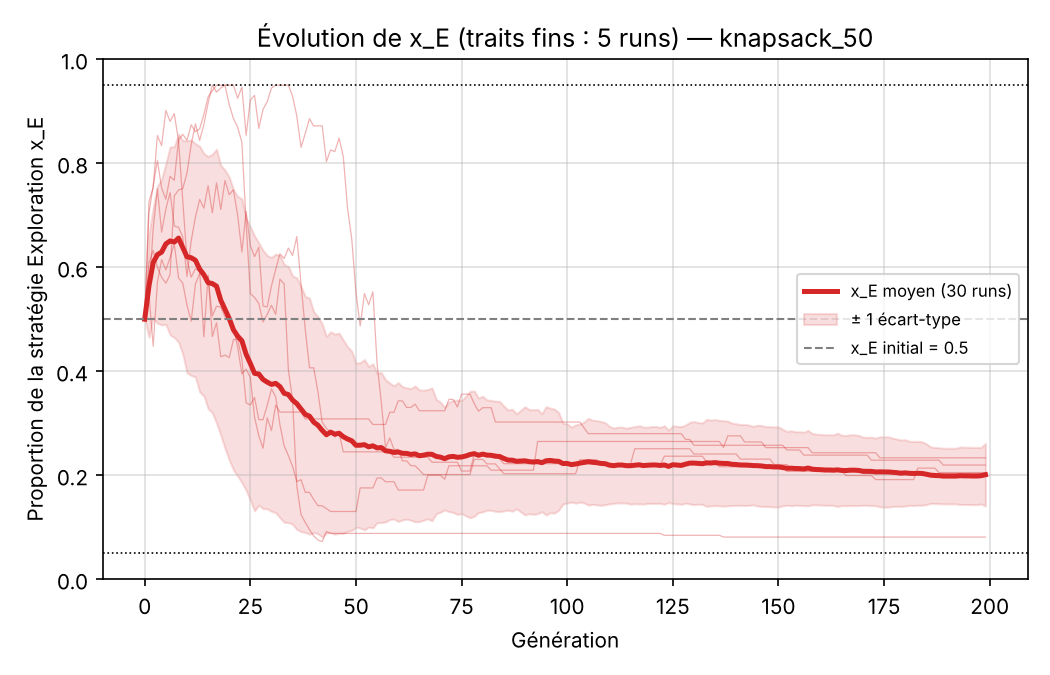 Évolution de x_E (traits fins : 5 runs) — knapsack_50
Proportion de la stratégie Exploration x_E
1.0
0.8
0.6
0.4
0.2
0.0
x_E moyen (30 runs)
± 1 écart-type
x_E initial = 0.5
0 25 50 75 100 125 150 175 200
Génération